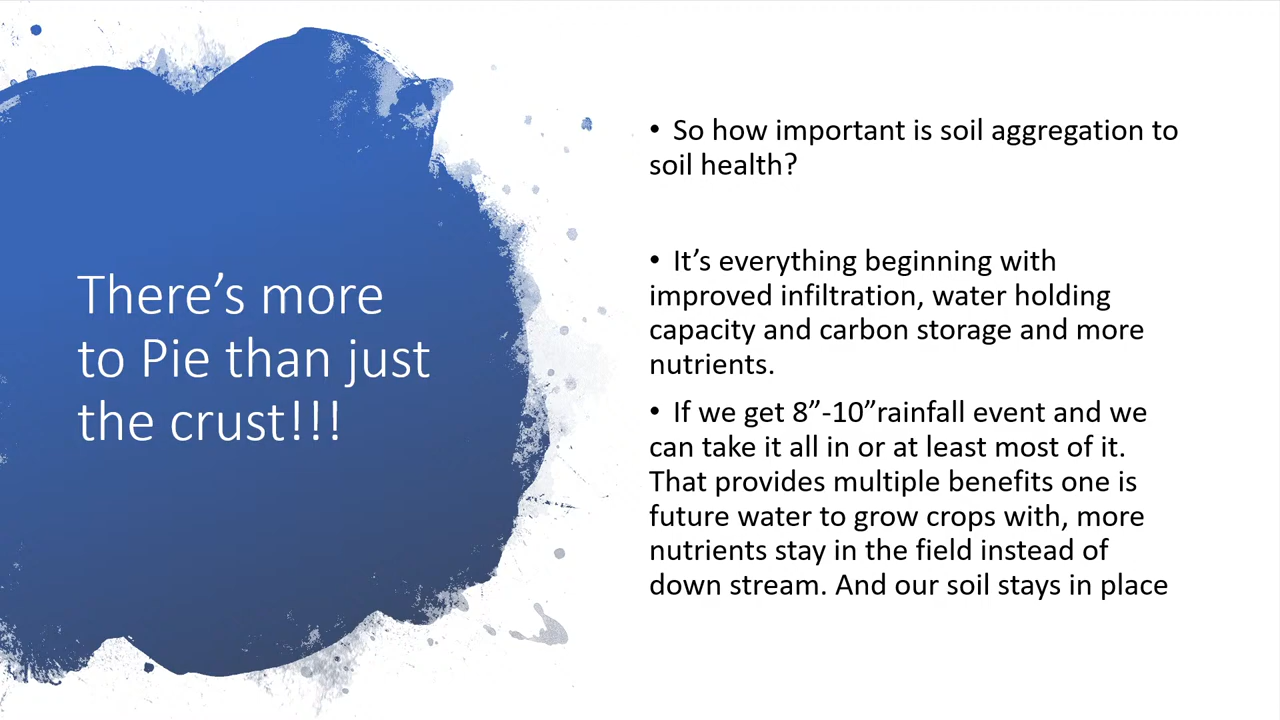 There’s more
to Pie than just
the crust!!!
• So how important is soil aggregation to
soil health?
• It’s everything beginning with
improved infiltration, water holding
capacity and carbon storage and more
nutrients.
• If we get 8”-10”rainfall event and we
can take it all in or at least most of it.
That provides multiple benefits one is
future water to grow crops with, more
nutrients stay in the field instead of
down stream. And our soil stays in place